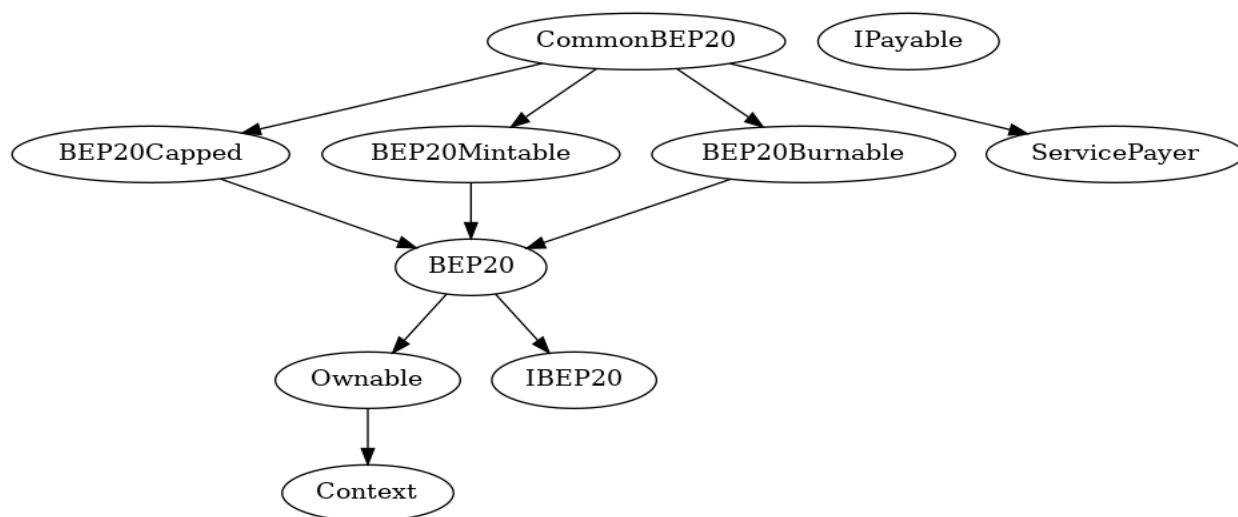 CommonBEP20
IPayable
BEP20Capped
BEP20Mintable
BEP20Burnable
ServicePayer
BEP20
Ownable
IBEP20
Context